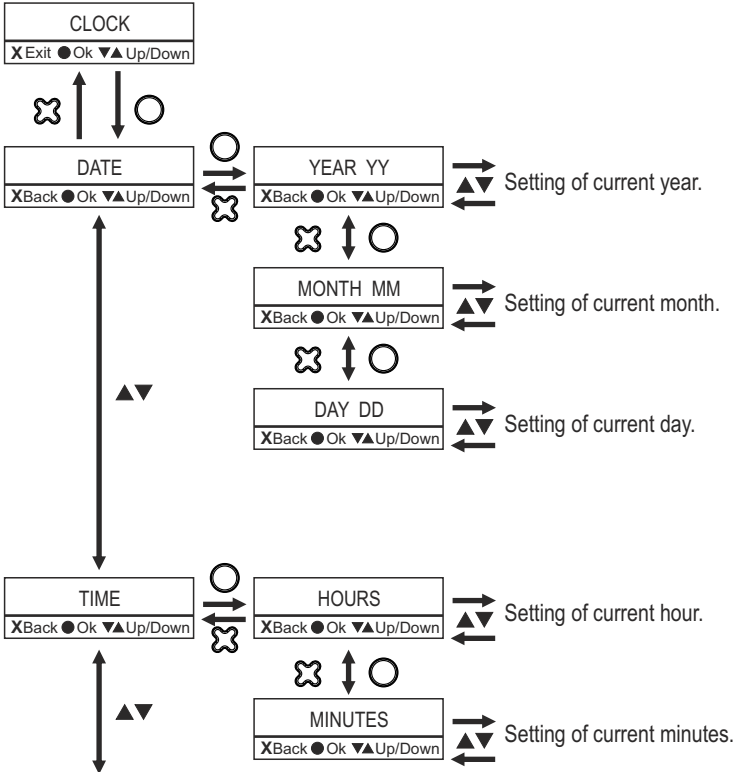 CLOCK
X Exit ● Ok ▼▲ Up/Down
DATE
XBack ● Ok ▼▲Up/Down
YEAR YY
XBack ● Ok ▼▲Up/Down
▲▼ Setting of current year.
MONTH MM
XBack ● Ok ▼▲Up/Down
▲▼ Setting of current month.
DAY DD
XBack ● Ok ▼▲Up/Down
▲▼ Setting of current day.
▲▼
TIME
XBack ● Ok ▼▲Up/Down
HOURS
XBack ● Ok ▼▲Up/Down
▲▼ Setting of current hour.
▲▼
MINUTES
XBack ● Ok ▼▲Up/Down
▲▼ Setting of current minutes.